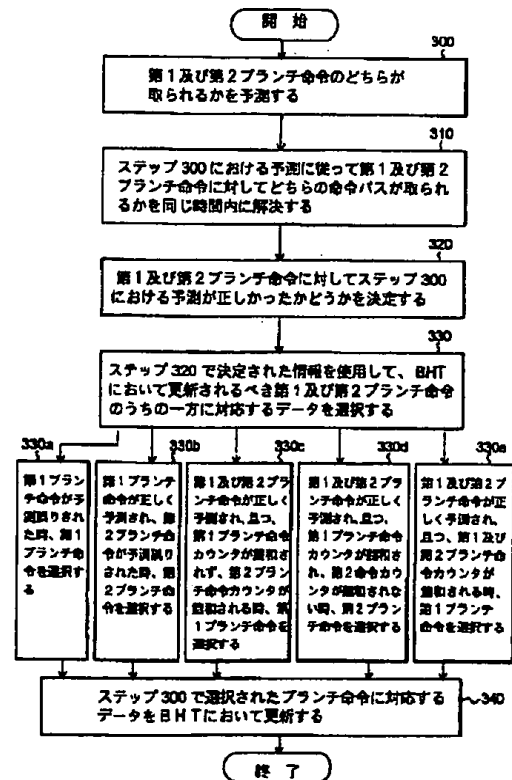 開 始
300
第1及び第2ブランチ命令のどちらが
取られるかを予測する
310
ステップ300における予測に従って第1及び第2
ブランチ命令に対してどちらの命令パスが取られ
るかを同じ時間内に解決する
320
第1及び第2ブランチ命令に対してステップ300
における予測が正しかったかどうかを決定する
330
ステップ320で決定された情報を使用して、BHT
において更新されるべき第1及び第2ブランチ命令
のうちの一方に対応するデータを選択する
330a
第1ブランチ
命令が予
測誤りされ
た時、第1
ブランチ命
令を選択す
る
330b
第1ブランチ
命令が正しく予
測され、第
2ブランチ命
令が予測誤り
された時、第2
ブランチ命令
を選択する
330c
第1及び第2ブラ
ンチ命令が正しく
予測され、且つ、
第1ブランチ命令
カウンタが飽和さ
れず、第2ブラン
チ命令カウンタが
飽和される時、第
1ブランチ命令を
選択する
330d
第1及び第2ブラ
ンチ命令が正しく
予測され、且つ、
第1ブランチ命令
カウンタが飽和さ
れ、第2命令カウ
ンタが飽和されな
い時、第2ブラン
チ命令を選択する
330e
第1及び第2ブ
ランチ命令が正
しく予測され、
且つ、第1及び
第2ブランチ命
令カウンタが
飽和される時、
第1ブランチ命
令を選択する
340
ステップ300で選択されたブランチ命令に対応する
データをBHTにおいて更新する
終 了